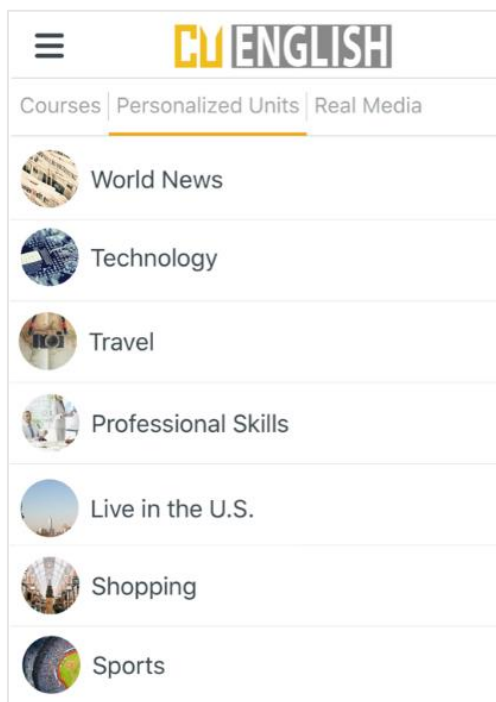 CU ENGLISH
Courses Personalized Units Real Media
World News
Technology
Travel
Professional Skills
Live in the U.S.
Shopping
Sports